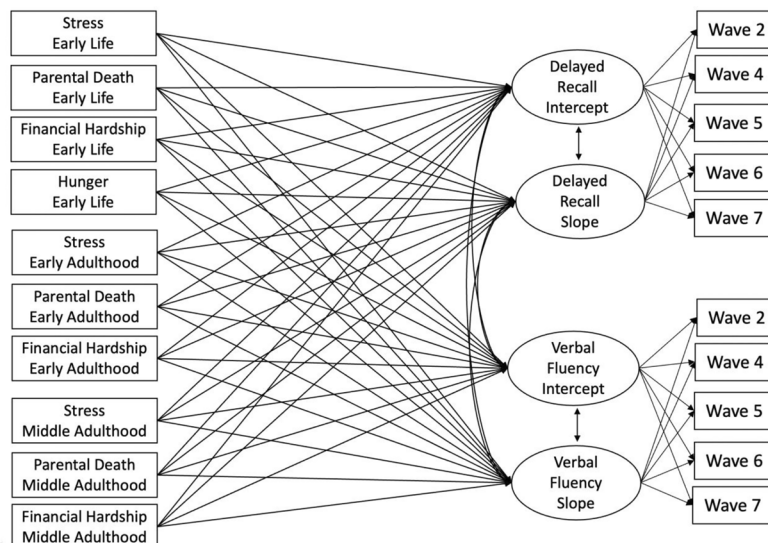 Stress
Early Life
Parental Death
Early Life
Financial Hardship
Early Life
Hunger
Early Life
Stress
Early Adulthood
Parental Death
Early Adulthood
Financial Hardship
Early Adulthood
Stress
Middle Adulthood
Parental Death
Middle Adulthood
Financial Hardship
Middle Adulthood
Delayed
Recall
Intercept
Delayed
Recall
Slope
Verbal
Fluency
Intercept
Verbal
Fluency
Slope
Wave 2
Wave 4
Wave 5
Wave 6
Wave 7
Wave 2
Wave 4
Wave 5
Wave 6
Wave 7